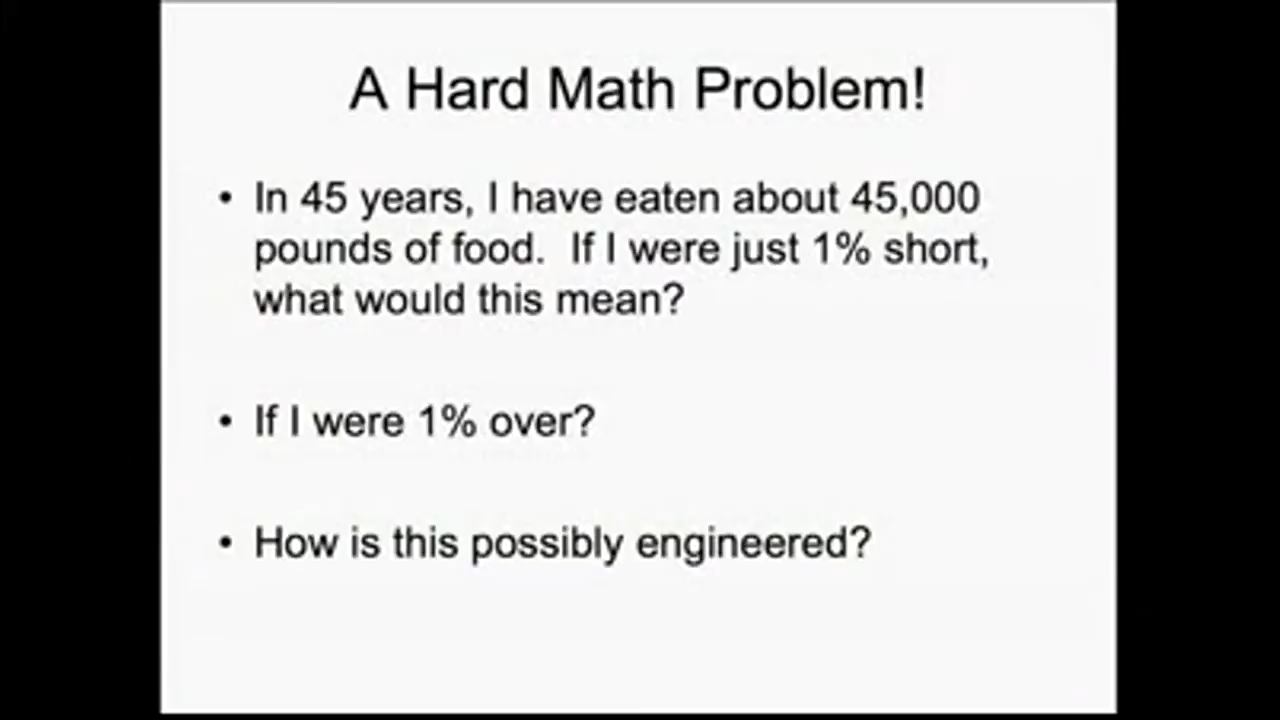 A Hard Math Problem!
• In 45 years, I have eaten about 45,000
pounds of food.  If I were just 1% short,
what would this mean?
• If I were 1% over?
• How is this possibly engineered?